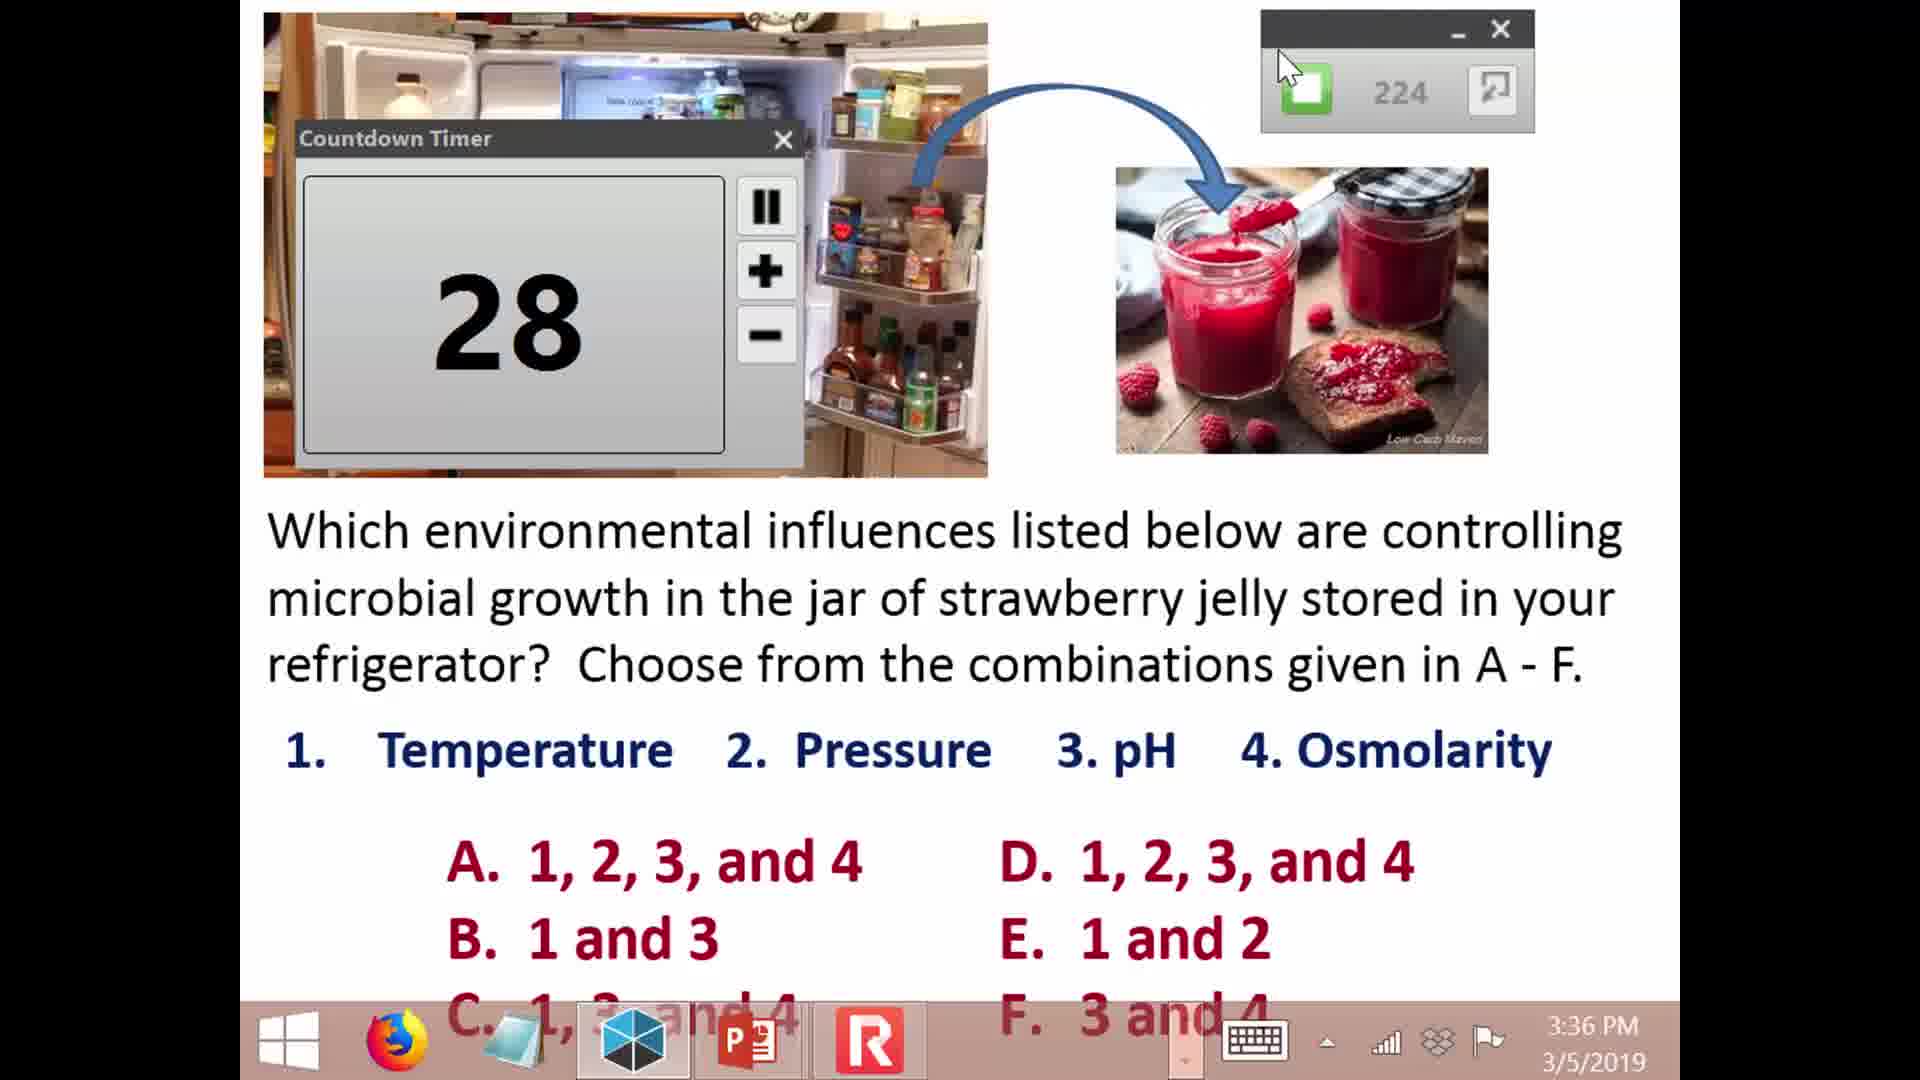 Countdown Timer
28
224
Low Carb Maven
Which environmental influences listed below are controlling
microbial growth in the jar of strawberry jelly stored in your
refrigerator?  Choose from the combinations given in A - F.
1. Temperature 2. Pressure 3. pH 4. Osmolarity
A. 1, 2, 3, and 4
B. 1 and 3
C. 1, 3, and 4
D. 1, 2, 3, and 4
E. 1 and 2
F. 3 and 4
3:36 PM
3/5/2019